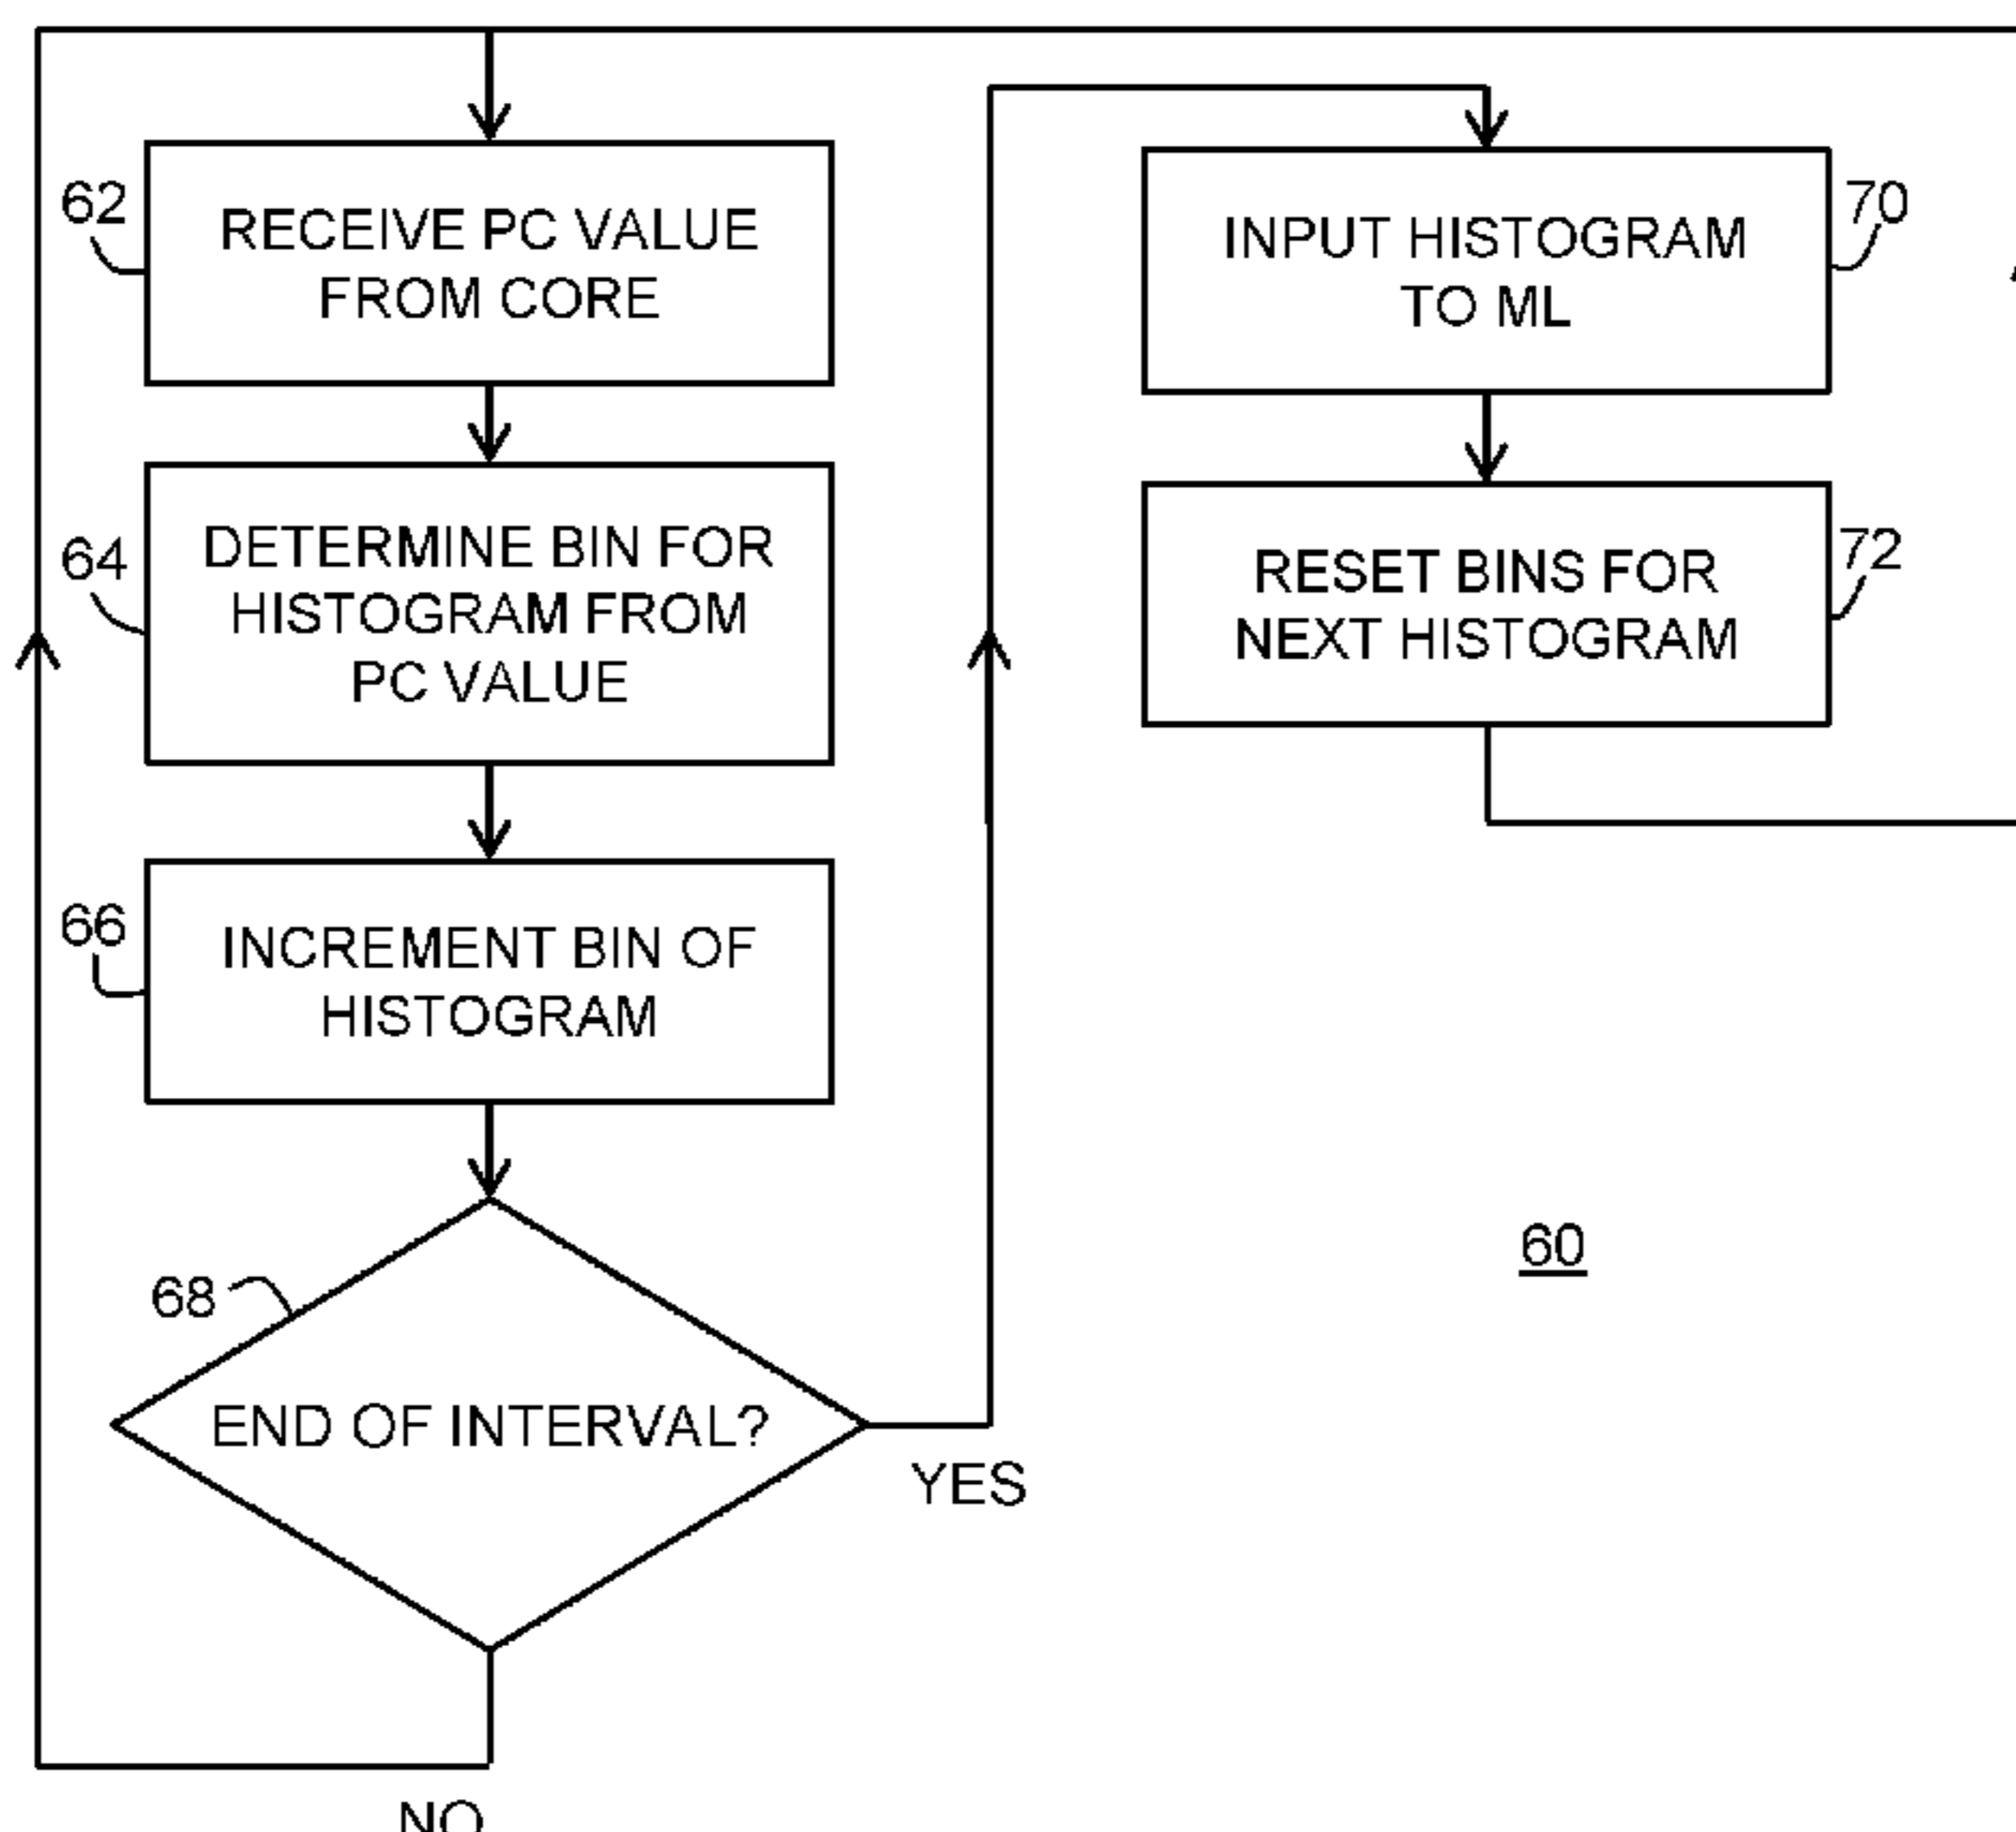 62
RECEIVE PC VALUE
FROM CORE
64
DETERMINE BIN FOR
HISTOGRAM FROM
PC VALUE
66
INCREMENT BIN OF
HISTOGRAM
68
END OF INTERVAL?
YES
NO
70
INPUT HISTOGRAM
TO ML
72
RESET BINS FOR
NEXT HISTOGRAM
60